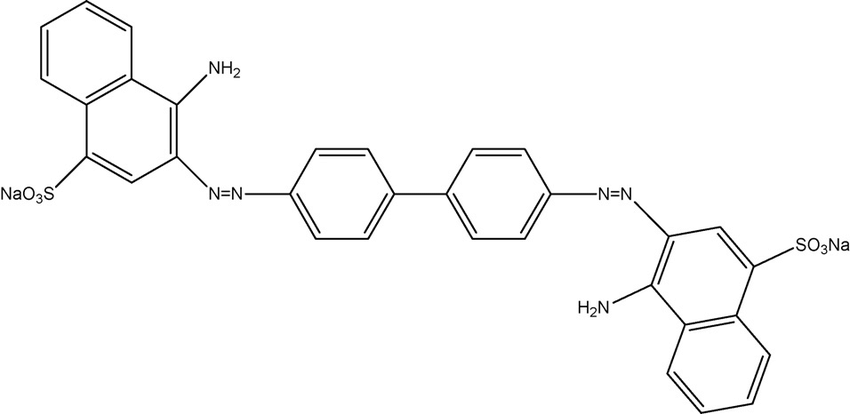 NH₂
NaO₃S
N=N
N=N
SO₃Na
H₂N